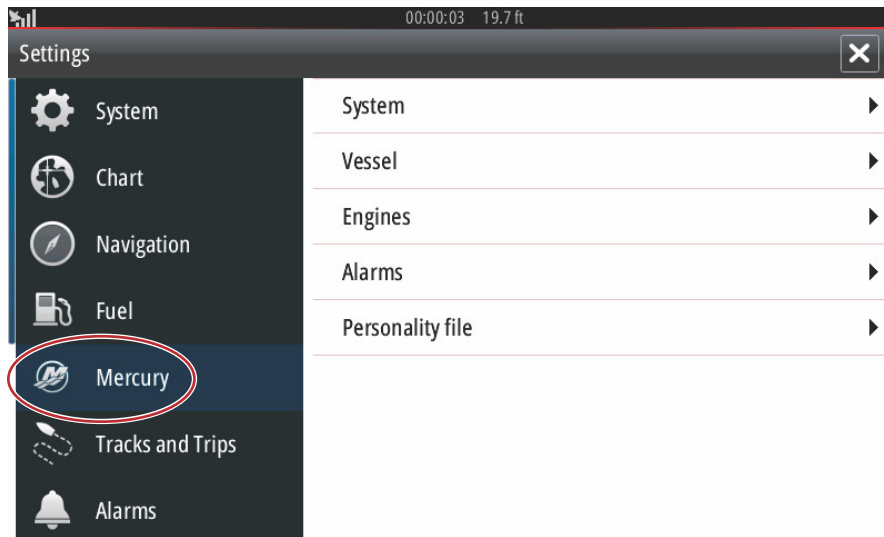 00:00:03 19.7 ft
Settings
System
Chart
Navigation
Fuel
Mercury
Tracks and Trips
Alarms
System
Vessel
Engines
Alarms
Personality file